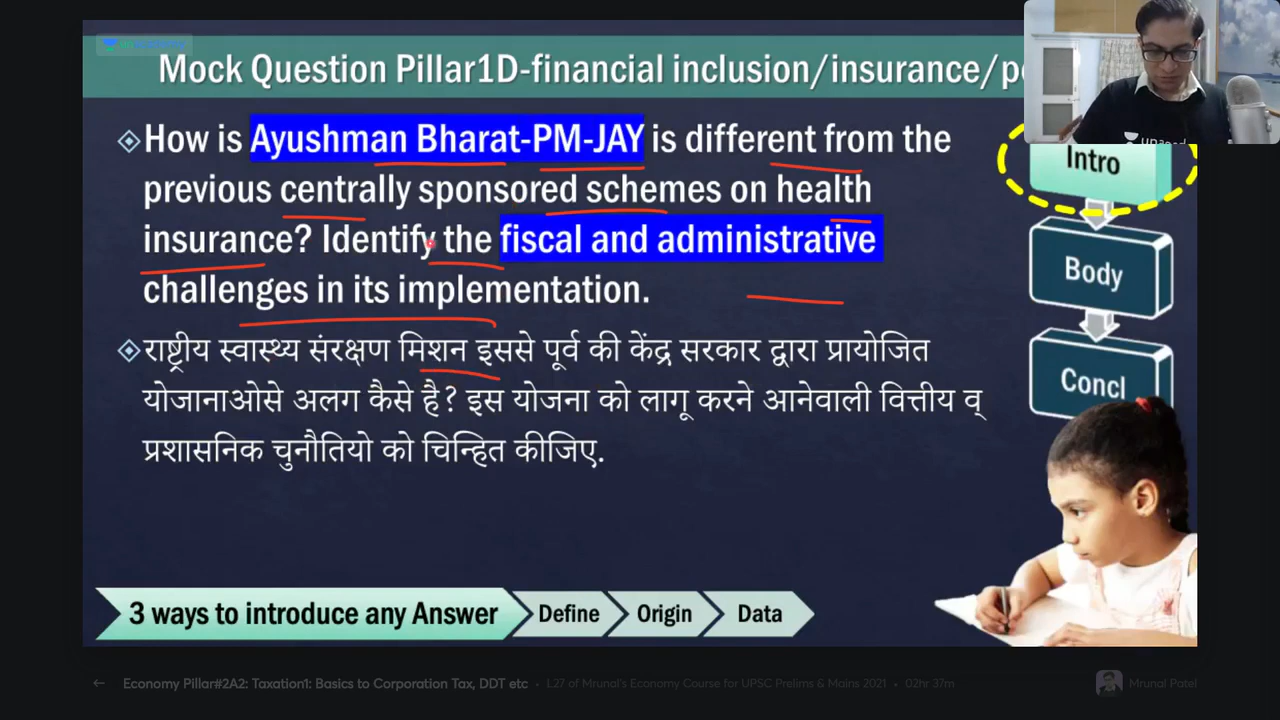 Mock Question Pillar1D-financial inclusion/insurance/
How is Ayushman Bharat-PM-JAY is different from the
previous centrally sponsored schemes on health
insurance? Identify the fiscal and administrative
challenges in its implementation.
राष्ट्रीय स्वास्थ्य संरक्षण मिशन इससे पूर्व की केंद्र सरकार द्वारा प्रायोजित
योजानाओसे अलग कैसे है? इस योजना को लागू करने आनेवाली वित्तीय व्
प्रशासनिक चुनौतियो को चिन्हित कीजिए.
Intro
Body
Concl
3 ways to introduce any Answer
Define
Origin
Data
Economy Pillar#2A2: Taxation1: Basics to Corporation Tax, DDT etc • L27 of Mrunal's Economy Course for UPSC Prelims & Mains 2021 • 02hr 37m
Mrunal Patel